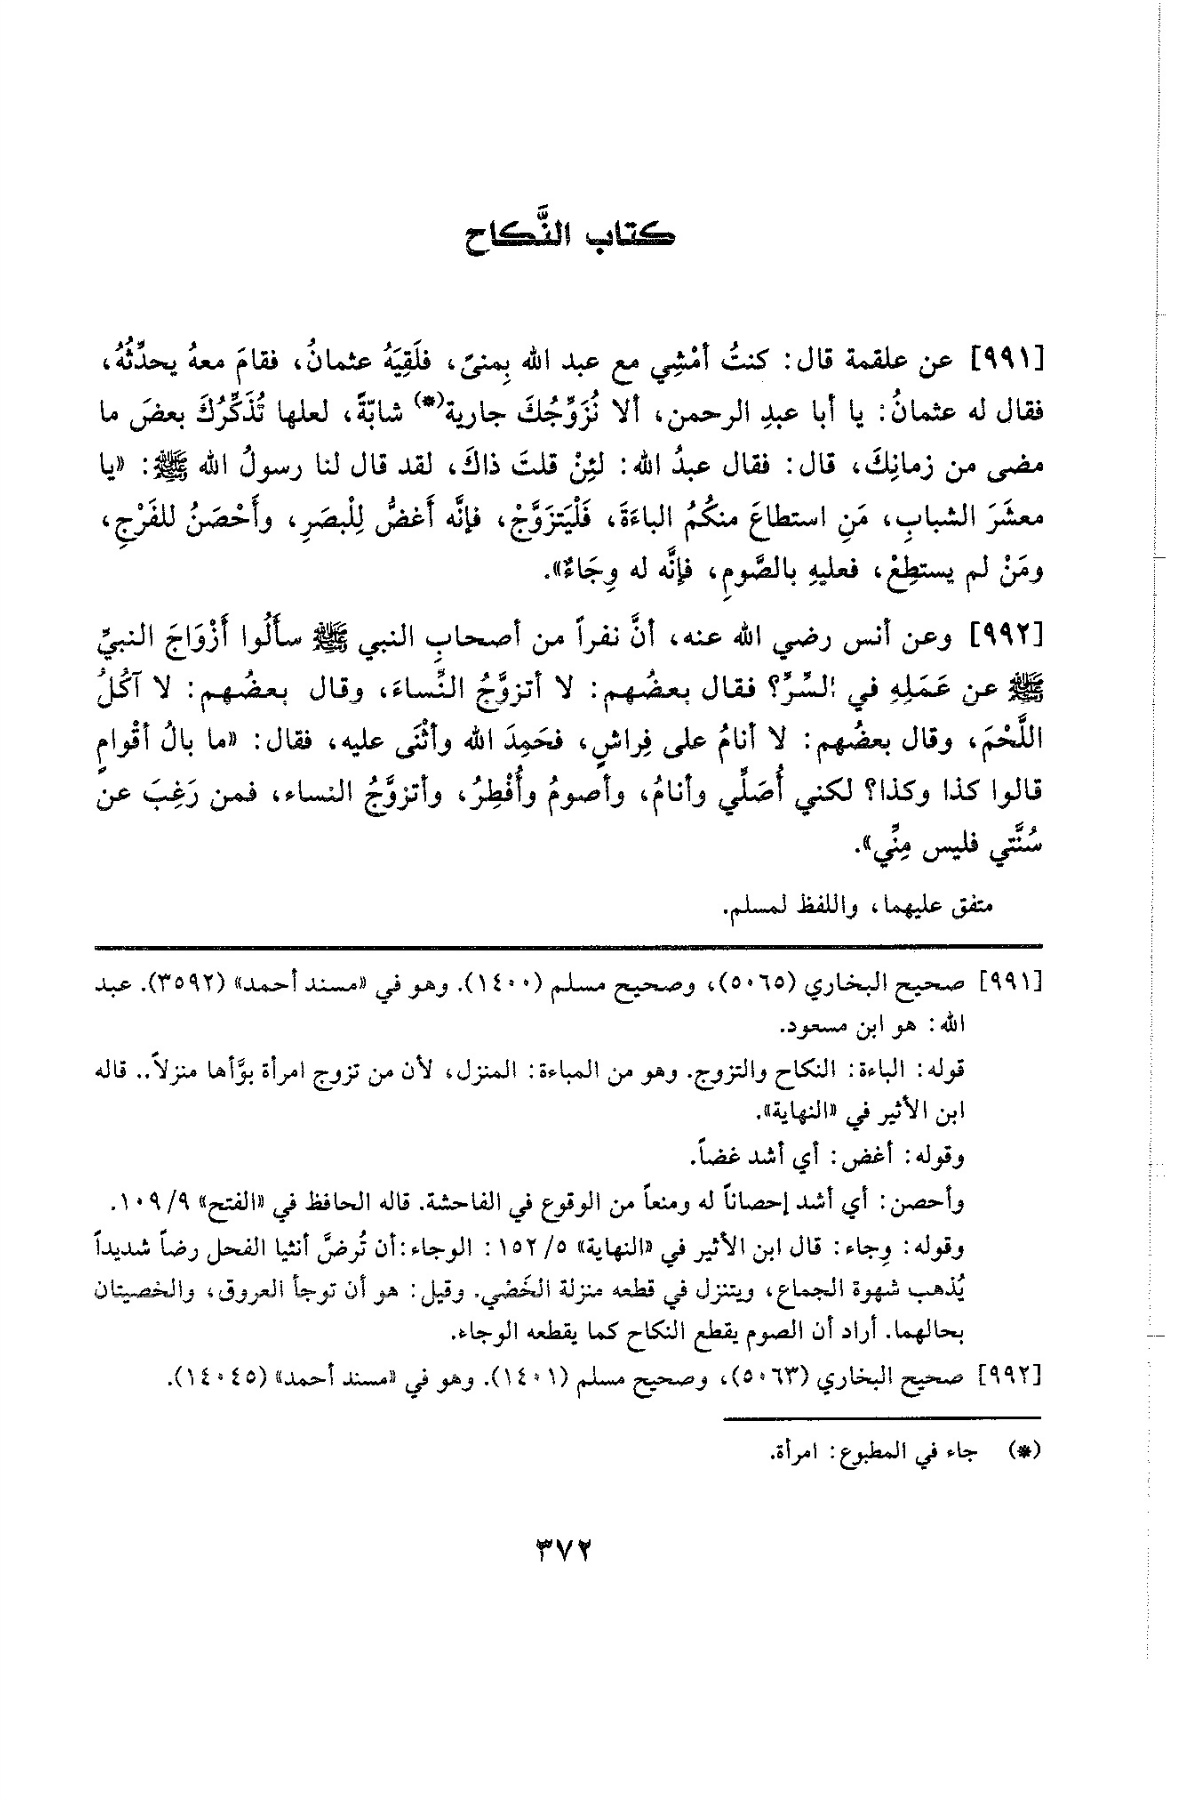 كتاب النَّكاح
[٩٩١] عن علقمة قال: كنتُ أمْشِي مع عبد الله بِمنىً، فلَقِيَهُ عثمانُ، فقامَ معهُ يحدِّثُهُ،
فقال له عثمانُ: يا أبا عبدِ الرحمن، ألا نُزَوِّجُكَ جارية(*) شابّةً، لعلها تُذَكِّرُكَ بعضَ ما
مضى من زمانِكَ، قال: فقال عبدُ الله: لئِنْ قلتَ ذاكَ، لقد قال لنا رسولُ الله ﷺ: «يا
معشَرَ الشبابِ، مَنِ استطاعَ منكُمُ الباءَةَ، فَلْيَتزَوَّجْ، فإنَّه أَغضُّ لِلْبصَرِ، وأَحْصَنُ للفَرْجِ،
ومَنْ لم يستطِعْ، فعليهِ بالصَّومِ، فإنَّه له وِجَاءٌ».
[٩٩٢] وعن أنس رضي الله عنه، أنَّ نفراً من أصحابِ النبي ﷺ سأَلُوا أَزْوَاجَ النبيِّ
ﷺ عن عَمَلِهِ في السِّرِّ؟ فقال بعضُهم: لا أتزوَّجُ النِّساءَ، وقال بعضُهم: لا آكُلُ
اللَّحْمَ، وقال بعضُهم: لا أنامُ على فِراشٍ، فحَمِدَ الله وأثْنَى عليه، فقال: «ما بالُ أقْوامٍ
قالوا كذا وكذا؟ لكني أُصَلِّي وأنامُ، وأصومُ وأُفْطِرُ، وأتزوَّجُ النساء، فمن رَغِبَ عن
سُنَّتي فليس مِنِّي».
متفق عليهما، واللفظ لمسلم.
[٩٩١] صحيح البخاري (٥٠٦٥)، وصحيح مسلم (١٤٠٠). وهو في «مسند أحمد» (٣٥٩٢). عبد
الله: هو ابن مسعود.
قوله: الباءة: النكاح والتزوج. وهو من المباءة: المنزل، لأن من تزوج امرأة بوَّأها منزلاً.. قاله
ابن الأثير في «النهاية».
وقوله: أغض: أي أشد غضاً.
وأحصن: أي أشد إحصاناً له ومنعاً من الوقوع في الفاحشة. قاله الحافظ في «الفتح» ١٠٩/٩.
وقوله: وِجاء: قال ابن الأثير في «النهاية» ١٥٢/٥: الوجاء: أن تُرضَّ أنثيا الفحل رضاً شديداً
يُذهب شهوة الجماع، ويتنزل في قطعه منزلة الخَصْي. وقيل: هو أن توجأ العروق، والخصيتان
بحالهما. أراد أن الصوم يقطع النكاح كما يقطعه الوجاء.
[٩٩٢] صحيح البخاري (٥٠٦٣)، وصحيح مسلم (١٤٠١). وهو في «مسند أحمد» (١٤٠٤٥).
(*) جاء في المطبوع: امرأة.
٣٧٢